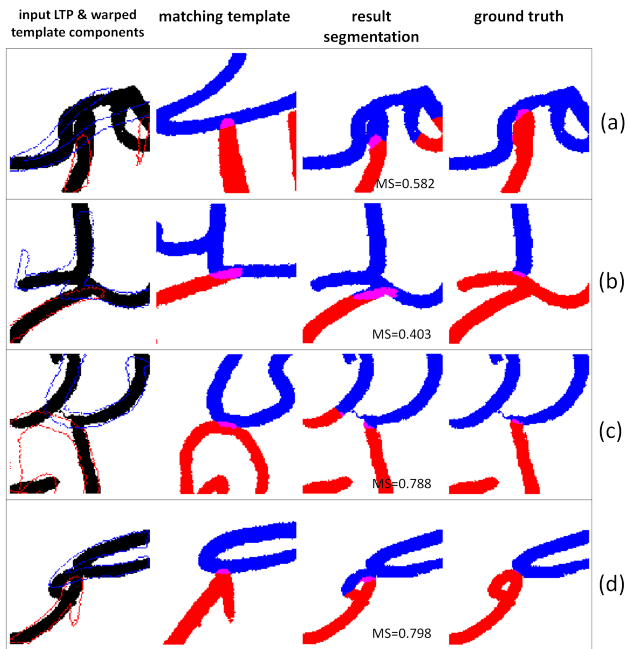 input LTP & warped
template components
matching template
result
segmentation
ground truth
(a)
MS=0.582
(b)
MS=0.403
(c)
MS=0.788
(d)
MS=0.798